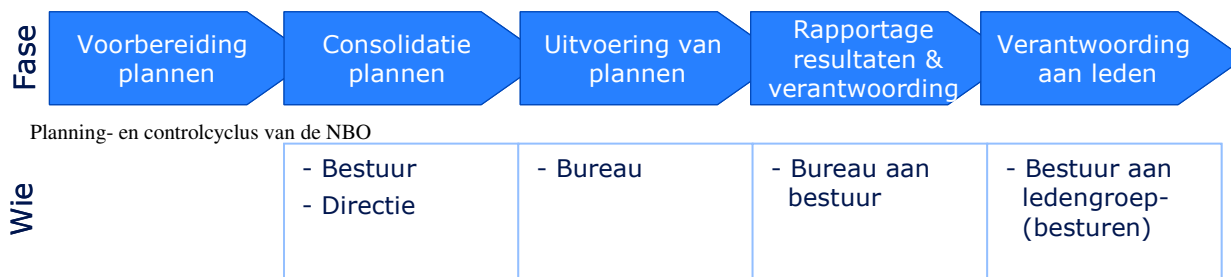 Fase
Voorbereiding
plannen
Consolidatie
plannen
Uitvoering van
plannen
Rapportage
resultaten &
verantwoording
Verantwoording
aan leden
Planning- en controlcyclus van de NBO
Wie
- Bestuur
- Directie
- Bureau
- Bureau aan
bestuur
- Bestuur aan
ledengroep-
(besturen)